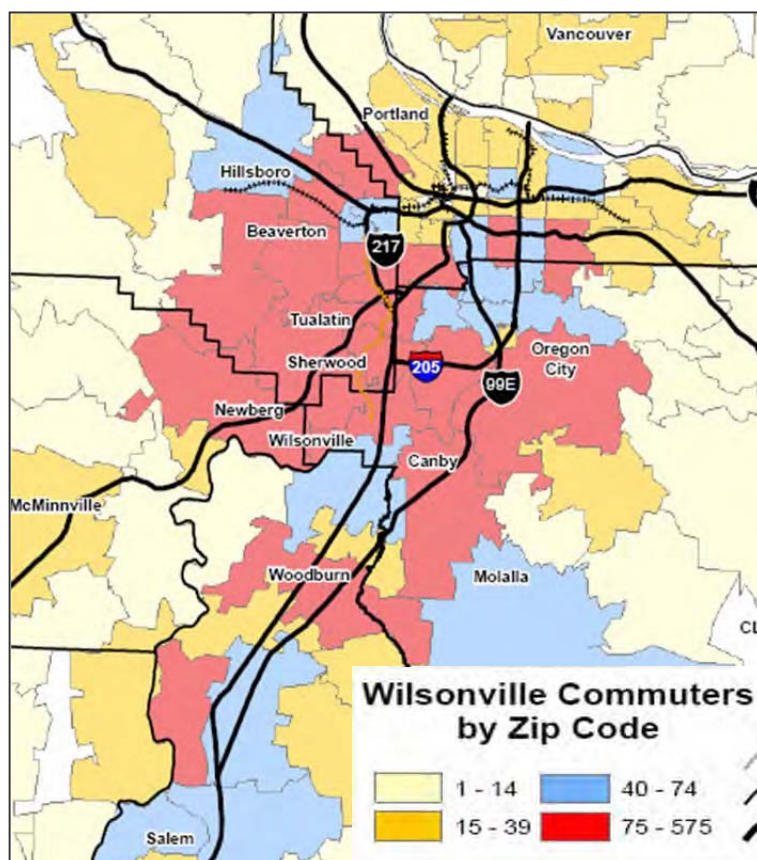 Vancouver
Portland
Hillsboro
Beaverton
217
Tualatin
Sherwood
205
Oregon
City
99E
Newberg
Wilsonville
Canby
McMinnville
Woodburn
Molalla
CL
Wilsonville Commuters
by Zip Code
1 - 14
40 - 74
15 - 39
75 - 575
Salem